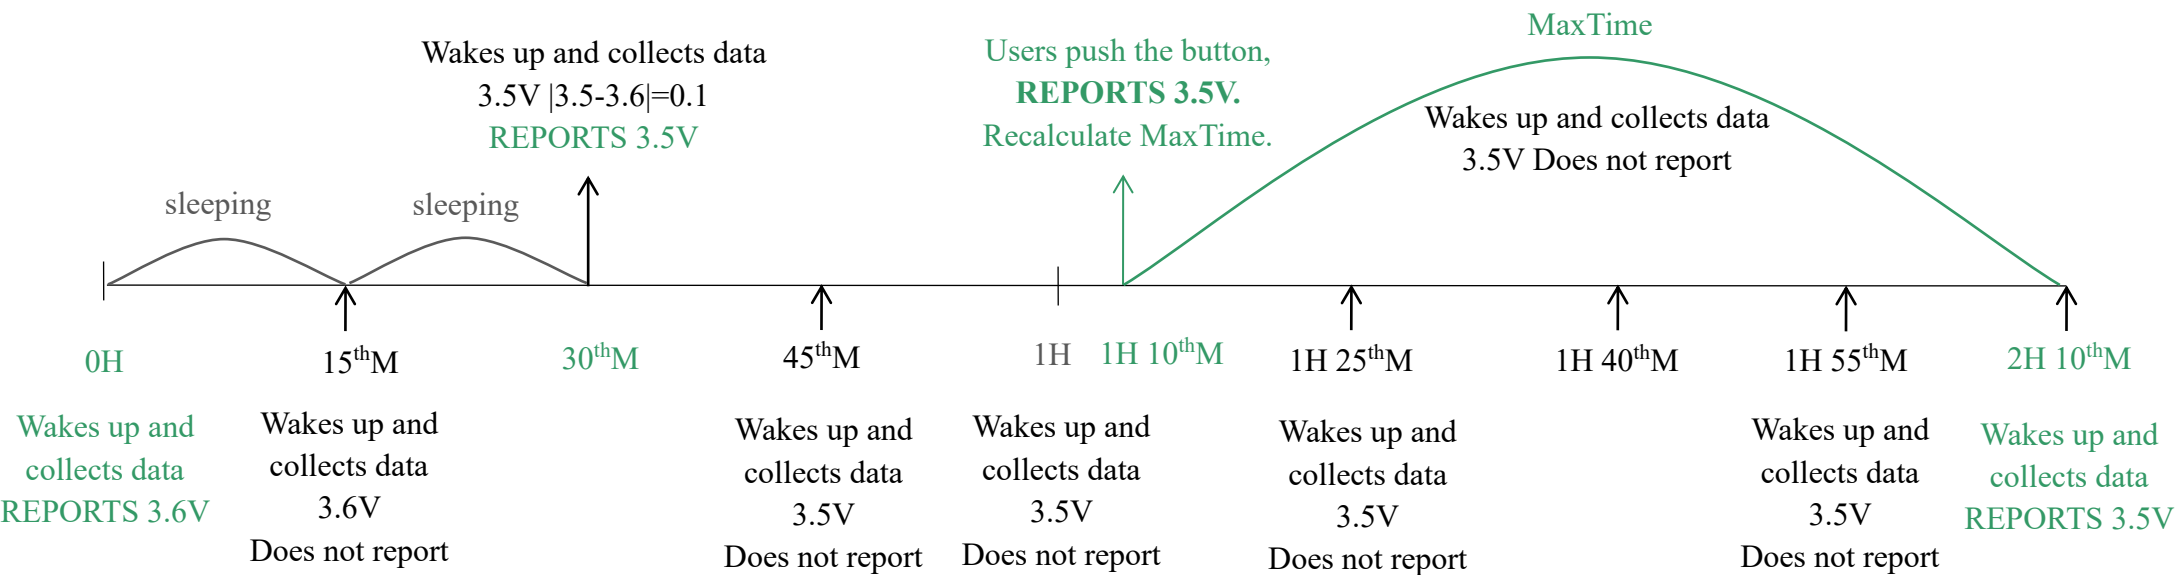 MaxTime
Wakes up and collects data
3.5V |3.5-3.6|=0.1
REPORTS 3.5V
Users push the button,
REPORTS 3.5V.
Recalculate MaxTime.
Wakes up and collects data
3.5V Does not report
sleeping
sleeping
0H
15thM
30thM
45thM
1H
1H 10thM
1H 25thM
1H 40thM
1H 55thM
2H 10thM
Wakes up and
collects data
REPORTS 3.6V
Wakes up and
collects data
3.6V
Does not report
Wakes up and
collects data
3.5V
Does not report
Wakes up and
collects data
3.5V
Does not report
Wakes up and
collects data
3.5V
Does not report
Wakes up and
collects data
3.5V
Does not report
Wakes up and
collects data
REPORTS 3.5V